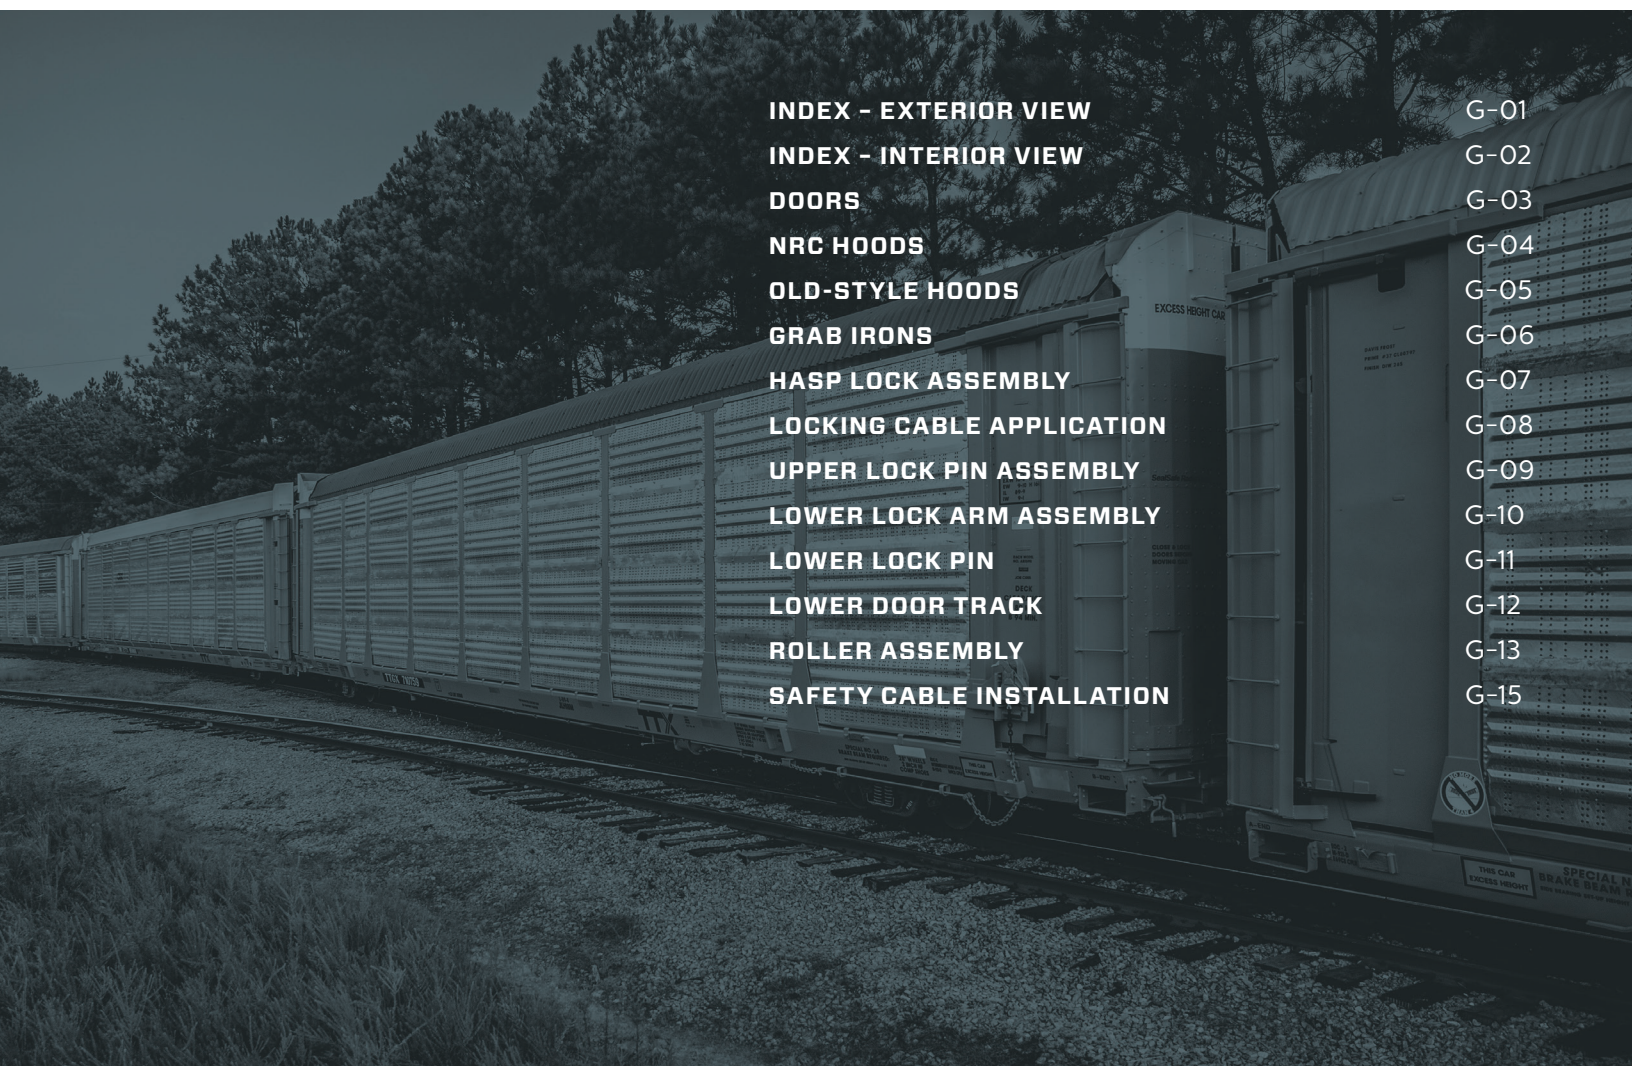 INDEX – EXTERIOR VIEW G-01
INDEX – INTERIOR VIEW G-02
DOORS G-03
NRC HOODS G-04
OLD-STYLE HOODS G-05
GRAB IRONS G-06
HASP LOCK ASSEMBLY G-07
LOCKING CABLE APPLICATION G-08
UPPER LOCK PIN ASSEMBLY G-09
LOWER LOCK ARM ASSEMBLY G-10
LOWER LOCK PIN G-11
LOWER DOOR TRACK G-12
ROLLER ASSEMBLY G-13
SAFETY CABLE INSTALLATION G-15
EXCESS HEIGHT CAR
DECK
TTX
B-END
THIS CAR
EXCESS HEIGHT
SPECIAL
BRAKE BEAM